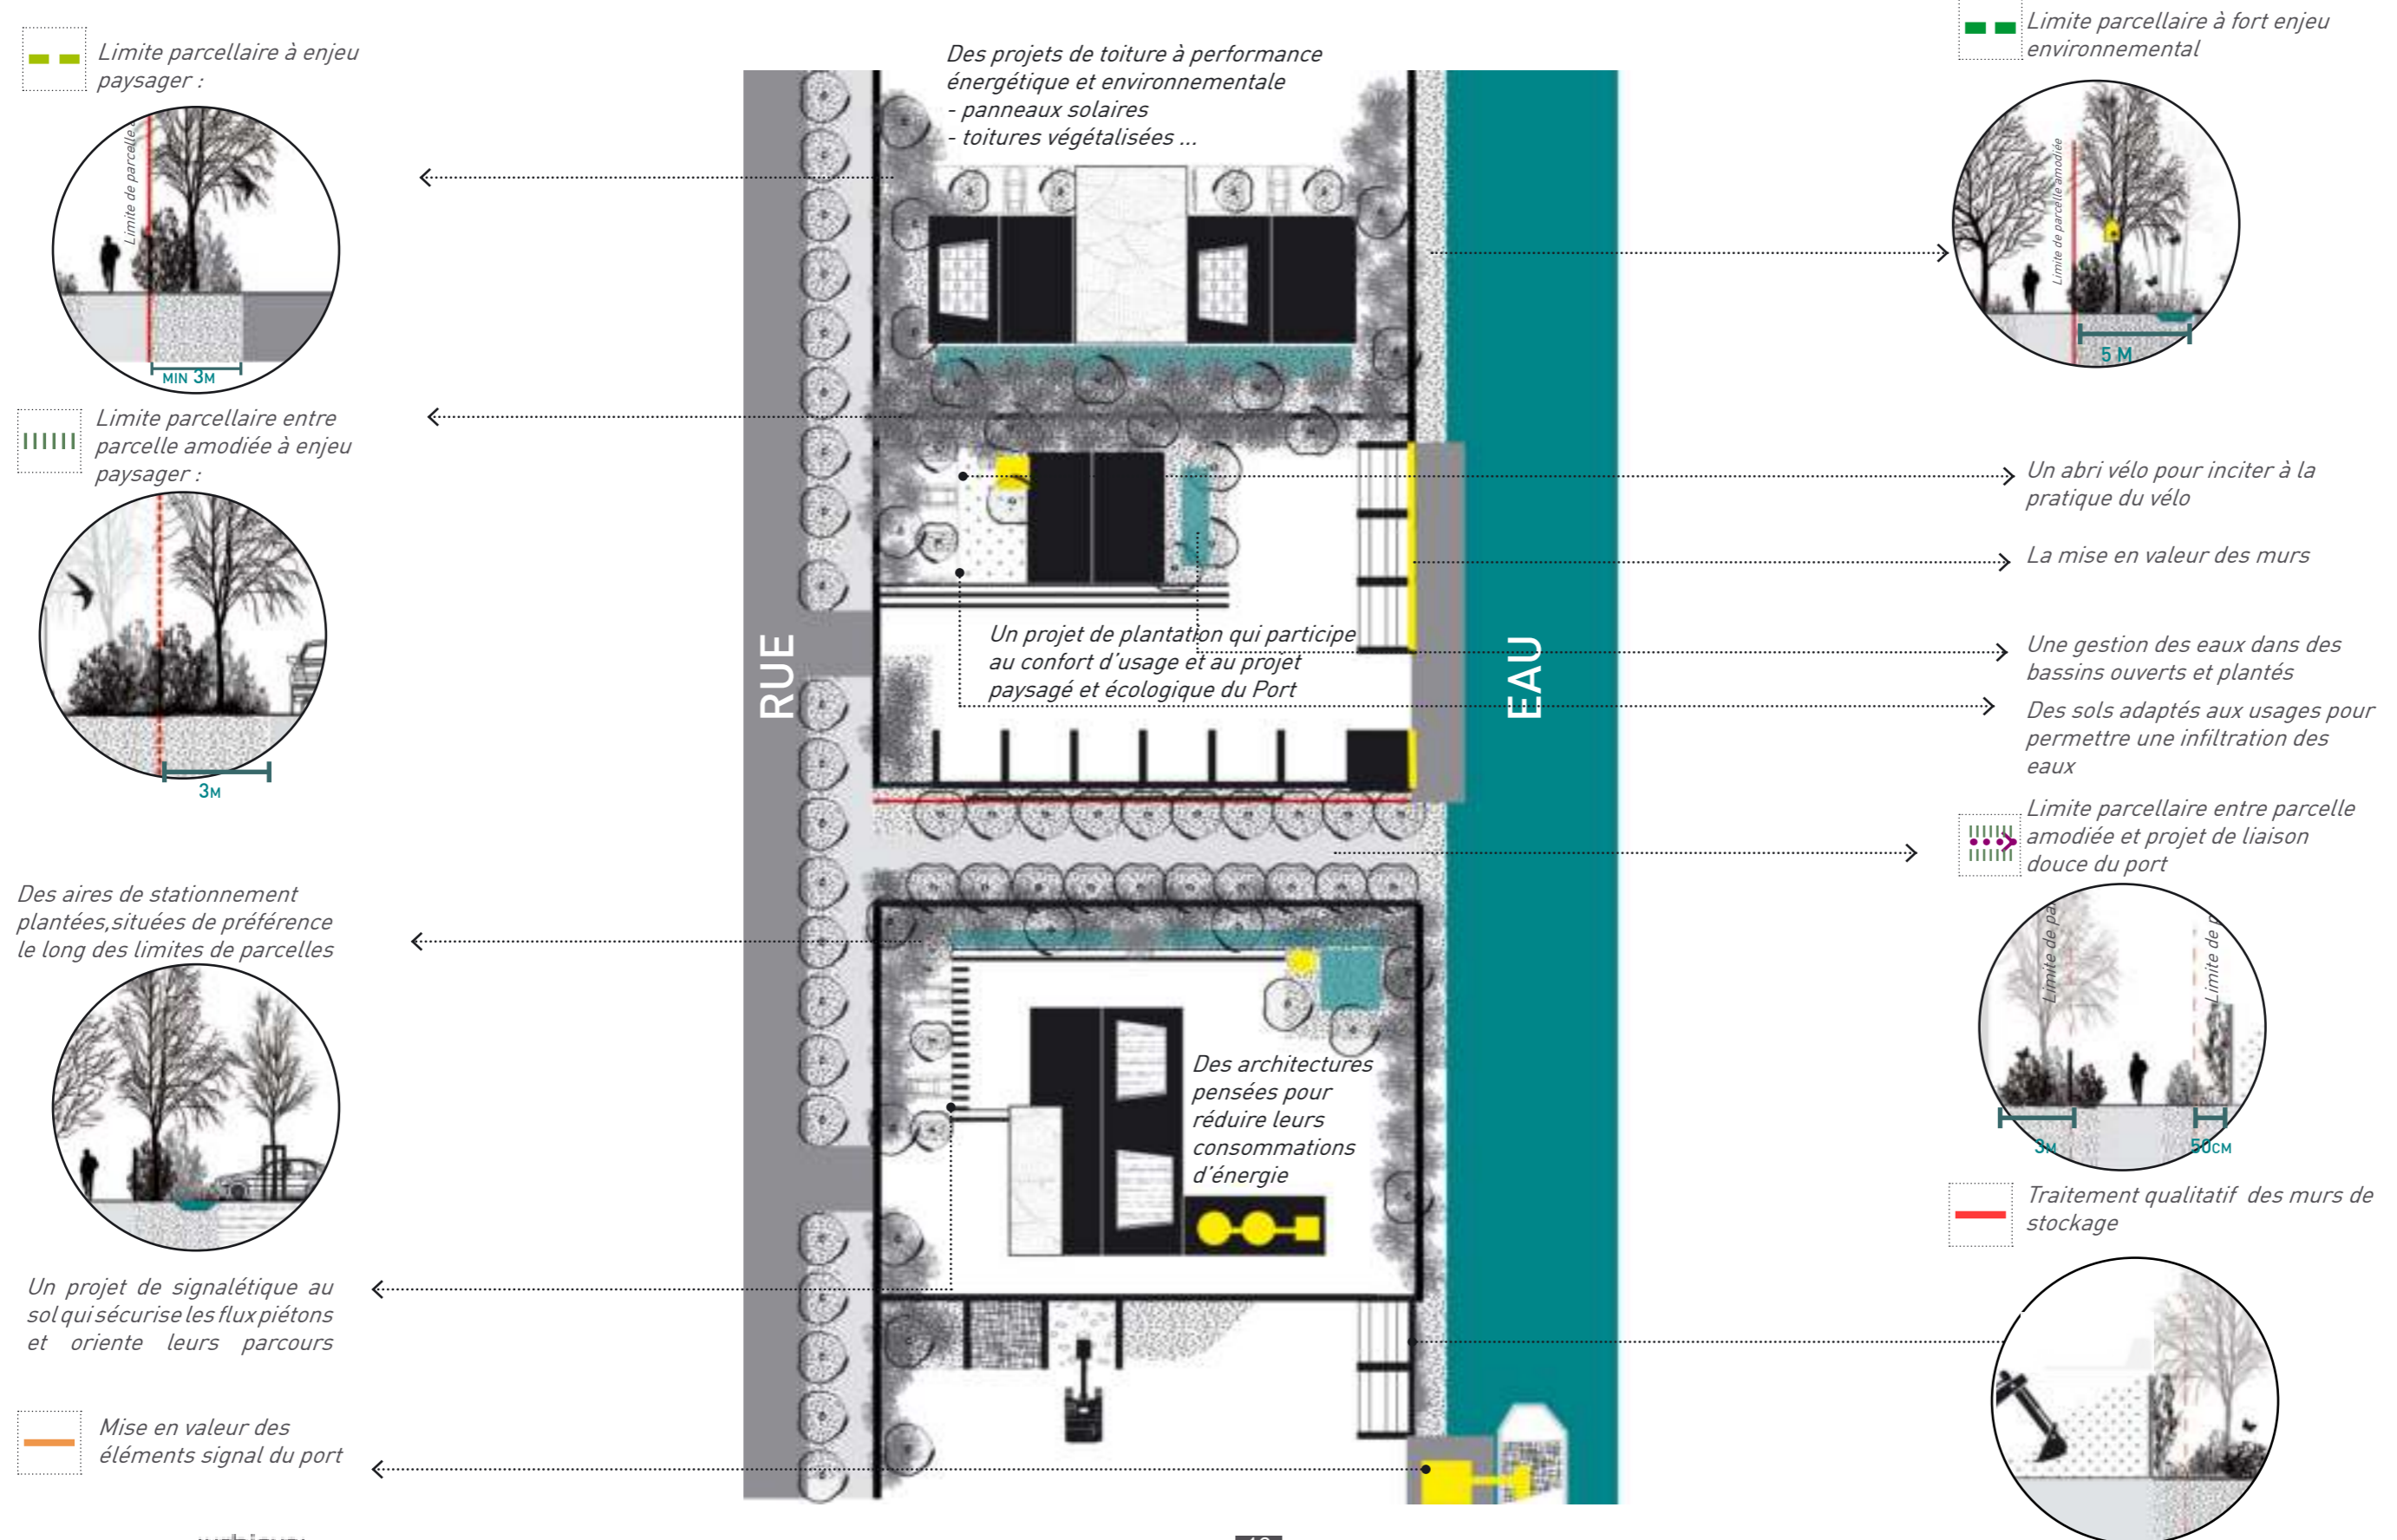 Limite parcellaire à enjeu
paysager :
Limite de parcelle
MIN 3M
Limite parcellaire entre
parcelle amodiée à enjeu
paysager :
3M
Des aires de stationnement
plantées,situées de préférence
le long des limites de parcelles
Un projet de signalétique au
sol qui sécurise les flux piétons
et oriente leurs parcours
Mise en valeur des
éléments signal du port
Des projets de toiture à performance
énergétique et environnementale
- panneaux solaires
- toitures végétalisées ...
RUE
EAU
Un projet de plantation qui participe
au confort d'usage et au projet
paysagé et écologique du Port
Des architectures
pensées pour
réduire leurs
consommations
d'énergie
Limite parcellaire à fort enjeu
environnemental
Limite de parcelle amodiée
5 M
Un abri vélo pour inciter à la
pratique du vélo
La mise en valeur des murs
Une gestion des eaux dans des
bassins ouverts et plantés
Des sols adaptés aux usages pour
permettre une infiltration des
eaux
Limite parcellaire entre parcelle
amodiée et projet de liaison
douce du port
Limite de pa
Limite de p
3M
50CM
Traitement qualitatif des murs de
stockage